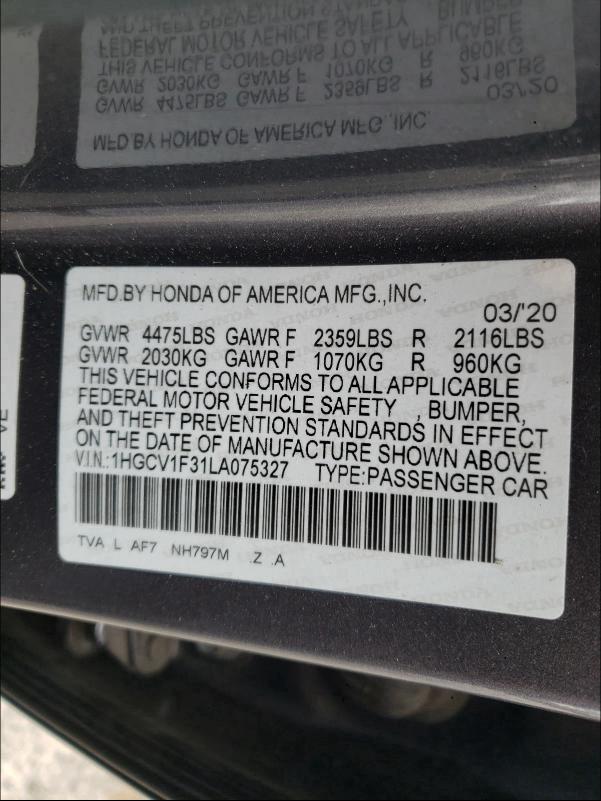 MFD.BY HONDA OF AMERICA MFG.,INC.
03/'20
GVWR 4475LBS GAWR F 2359LBS R 2116LBS
GVWR 2030KG GAWR F 1070KG R 960KG
THIS VEHICLE CONFORMS TO ALL APPLICABLE
FEDERAL MOTOR VEHICLE SAFETY , BUMPER,
AND THEFT PREVENTION STANDARDS IN EFFECT
ON THE DATE OF MANUFACTURE SHOWN ABOVE.
V.I.N.:1HGCV1F31LA075327 TYPE:PASSENGER CAR
TVA L AF7 NH797M .Z .A